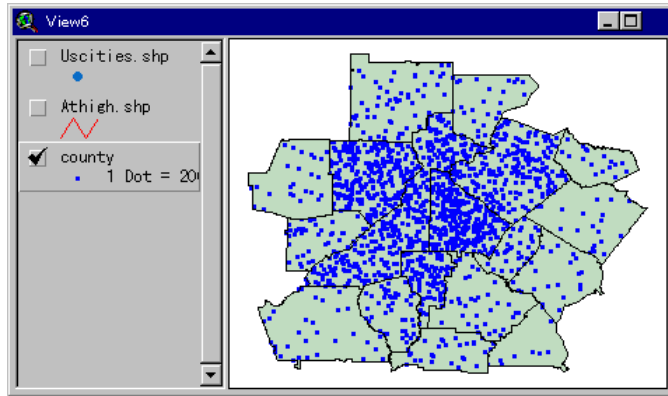 View6
Uscities.shp
Athigh.shp
county
1 Dot = 20